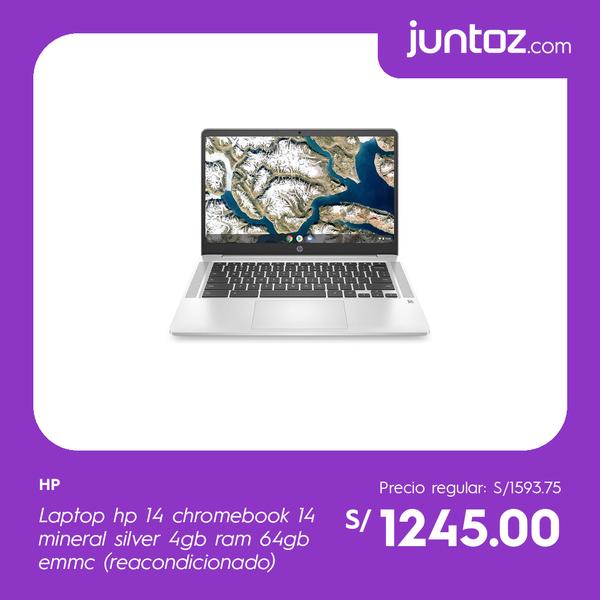 juntoz.com
HP
Laptop hp 14 chromebook 14
mineral silver 4gb ram 64gb
emmc (reacondicionado)
Precio regular: S/1593.75
S/1245.00